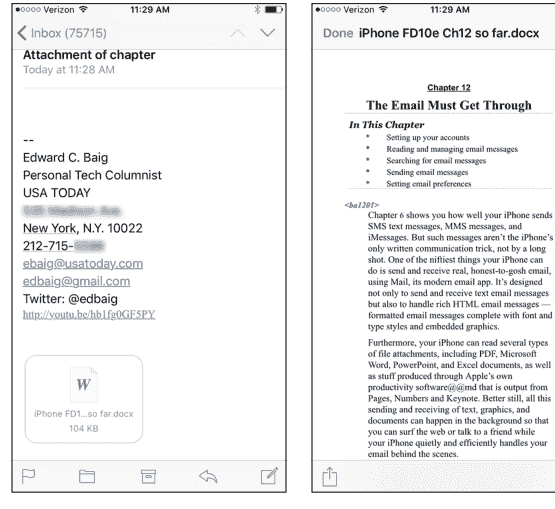 Verizon 11:29 AM
Inbox (75715)
Attachment of chapter
Today at 11:28 AM
--
Edward C. Baig
Personal Tech Columnist
USA TODAY
New York, N.Y. 10022
212-715-
ebaig@usatoday.com
edbaig@gmail.com
Twitter: @edbaig
http://youtu.be/hb1fg0GF5PY
W
iPhone FD1...so far.docx
104 KB
Verizon 11:29 AM
Done iPhone FD10e Ch12 so far.docx
Chapter 12
The Email Must Get Through
In This Chapter
* Setting up your accounts
* Reading and managing email messages
* Searching for email messages
* Sending email messages
* Setting email preferences
<ba1201>
Chapter 6 shows you how well your iPhone sends
SMS text messages, MMS messages, and
iMessages. But such messages aren't the iPhone's
only written communication trick, not by a long
shot. One of the niftiest things your iPhone can
do is send and receive real, honest-to-gosh email,
using Mail, its modern email app. It's designed
not only to send and receive text email messages
but also to handle rich HTML email messages —
formatted email messages complete with font and
type styles and embedded graphics.
Furthermore, your iPhone can read several types
of file attachments, including PDF, Microsoft
Word, PowerPoint, and Excel documents, as well
as stuff produced through Apple's own
productivity software@@md that is output from
Pages, Numbers and Keynote. Better still, all this
sending and receiving of text, graphics, and
documents can happen in the background so that
you can surf the web or talk to a friend while
your iPhone quietly and efficiently handles your
email behind the scenes.